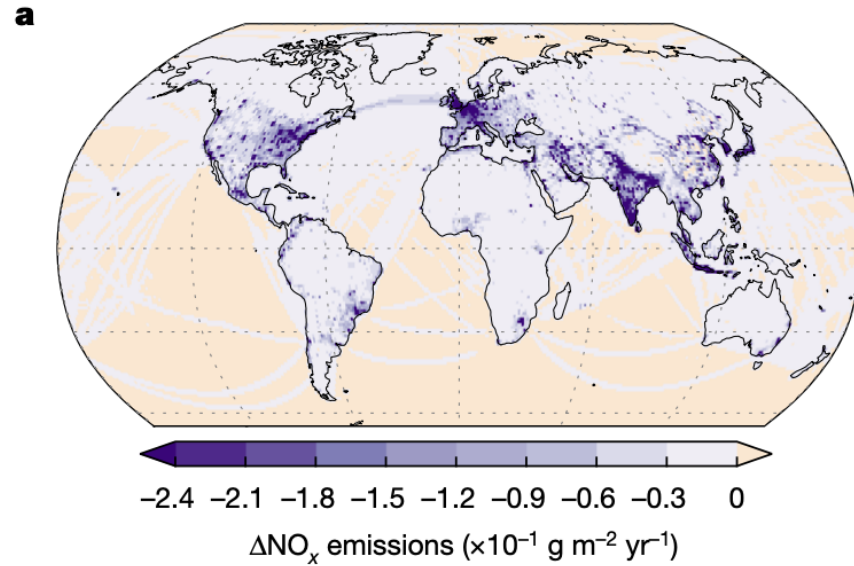 a
−2.4 −2.1 −1.8 −1.5 −1.2 −0.9 −0.6 −0.3 0
ΔNOₓ emissions (×10⁻¹ g m⁻² yr⁻¹)